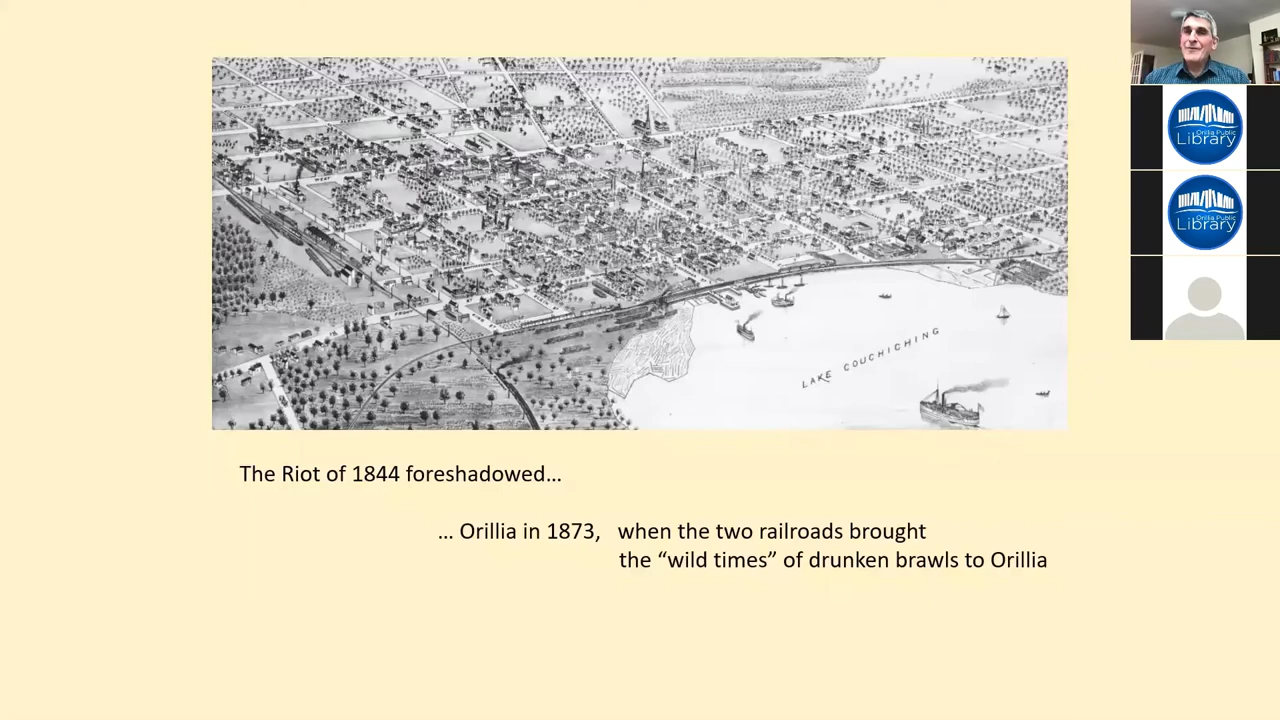 LAKE COUCHICHING
The Riot of 1844 foreshadowed…
… Orillia in 1873, when the two railroads brought
the “wild times” of drunken brawls to Orillia
Orillia Public
Library
Orillia Public
Library